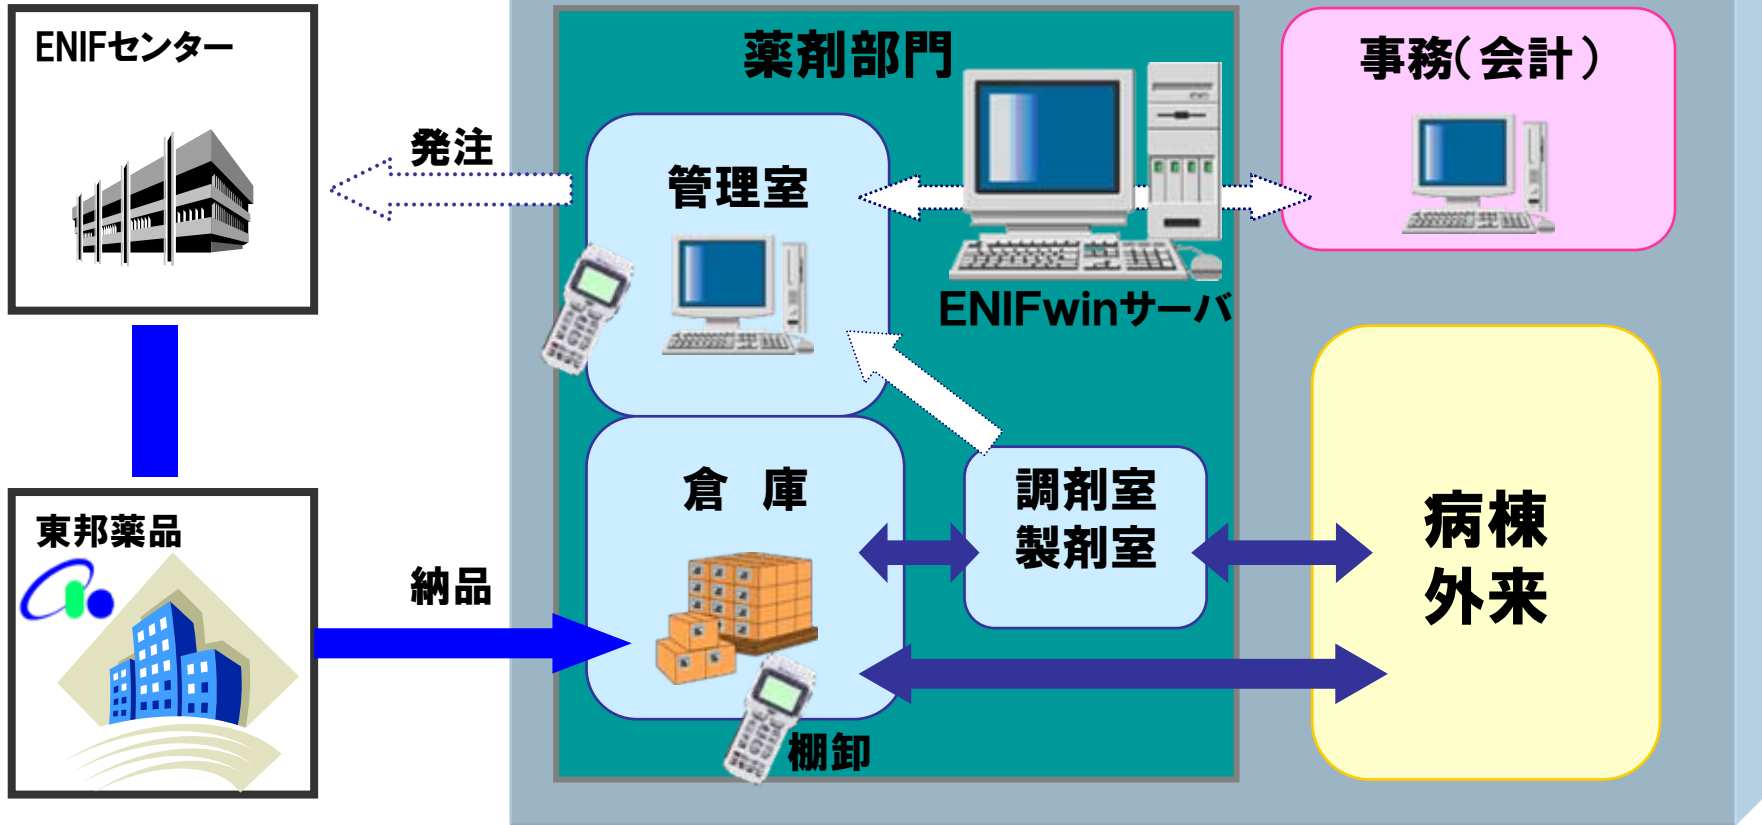 ENIFセンター
薬剤部門
事務(会計)
発注
管理室
ENIFwinサーバ
倉 庫
調剤室
製剤室
病棟
外来
東邦薬品
納品
棚卸